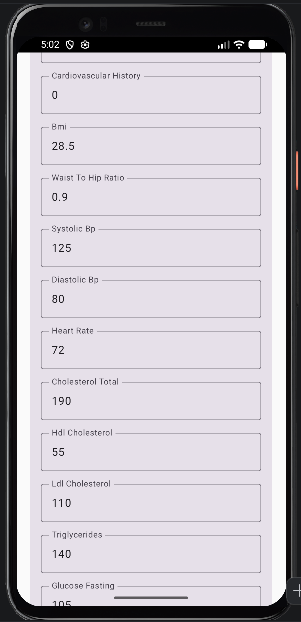 5:02
Cardiovascular History
0
Bmi
28.5
Waist To Hip Ratio
0.9
Systolic Bp
125
Diastolic Bp
80
Heart Rate
72
Cholesterol Total
190
Hdl Cholesterol
55
Ldl Cholesterol
110
Triglycerides
140
Glucose Fasting
105